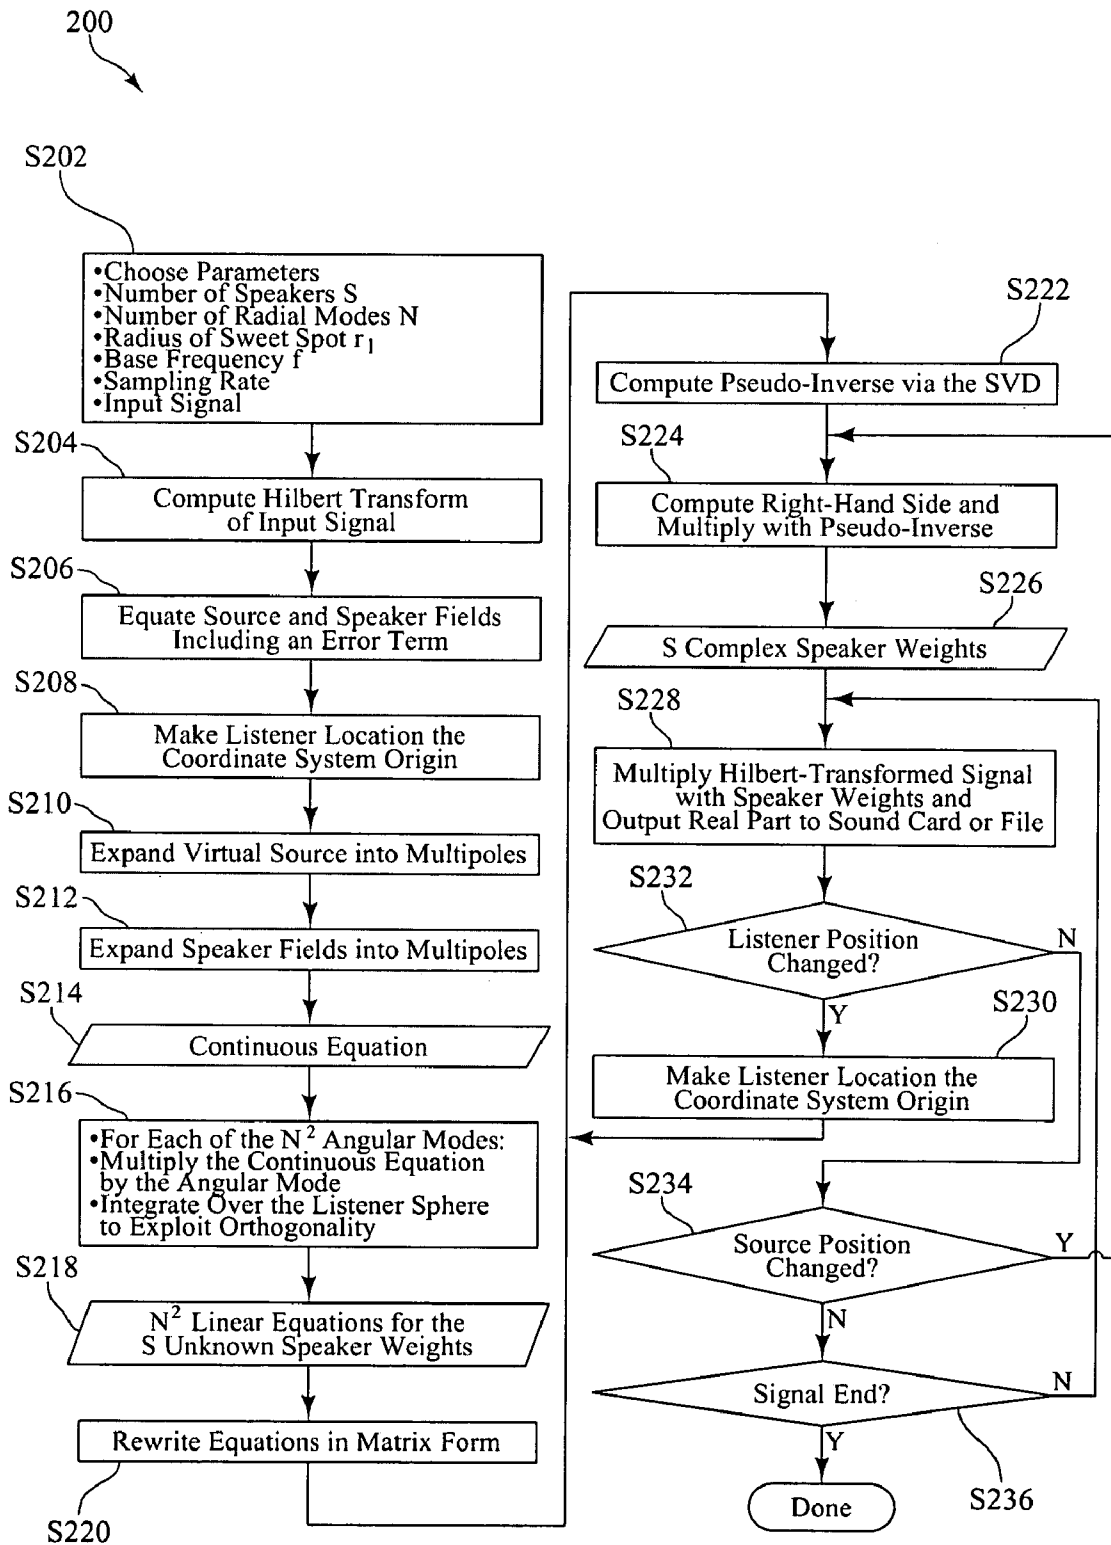 200
S202
•Choose Parameters
•Number of Speakers S
•Number of Radial Modes N
•Radius of Sweet Spot r1
•Base Frequency f
•Sampling Rate
•Input Signal
S204
Compute Hilbert Transform
of Input Signal
S206
Equate Source and Speaker Fields
Including an Error Term
S208
Make Listener Location the
Coordinate System Origin
S210
Expand Virtual Source into Multipoles
S212
Expand Speaker Fields into Multipoles
S214
Continuous Equation
S216
•For Each of the N² Angular Modes:
•Multiply the Continuous Equation
by the Angular Mode
•Integrate Over the Listener Sphere
to Exploit Orthogonality
S218
N² Linear Equations for the
S Unknown Speaker Weights
Rewrite Equations in Matrix Form
S220
S222
Compute Pseudo-Inverse via the SVD
S224
Compute Right-Hand Side and
Multiply with Pseudo-Inverse
S226
S Complex Speaker Weights
S228
Multiply Hilbert-Transformed Signal
with Speaker Weights and
Output Real Part to Sound Card or File
S232
Listener Position
Changed?
N
Y
S230
Make Listener Location the
Coordinate System Origin
S234
Source Position
Changed?
Y
N
Signal End?
N
Y
S236
Done